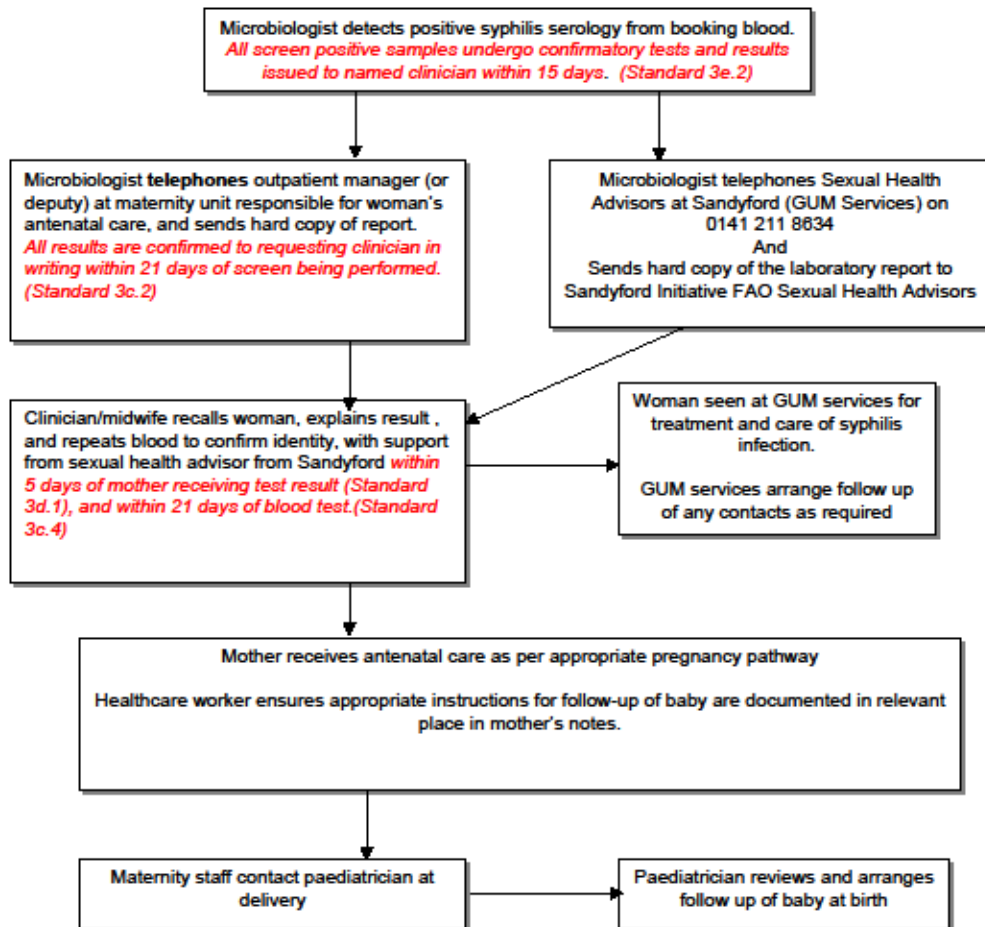 Microbiologist detects positive syphilis serology from booking blood.
All screen positive samples undergo confirmatory tests and results
issued to named clinician within 15 days.  (Standard 3e.2)
Microbiologist telephones outpatient manager (or
deputy) at maternity unit responsible for woman's
antenatal care, and sends hard copy of report.
All results are confirmed to requesting clinician in
writing within 21 days of screen being performed.
(Standard 3c.2)
Microbiologist telephones Sexual Health
Advisors at Sandyford (GUM Services) on
0141 211 8634
And
Sends hard copy of the laboratory report to
Sandyford Initiative FAO Sexual Health Advisors
Clinician/midwife recalls woman, explains result ,
and repeats blood to confirm identity, with support
from sexual health advisor from Sandyford within
5 days of mother receiving test result (Standard
3d.1), and within 21 days of blood test.(Standard
3c.4)
Woman seen at GUM services for
treatment and care of syphilis
infection.
GUM services arrange follow up
of any contacts as required
Mother receives antenatal care as per appropriate pregnancy pathway
Healthcare worker ensures appropriate instructions for follow-up of baby are documented in relevant
place in mother's notes.
Maternity staff contact paediatrician at
delivery
Paediatrician reviews and arranges
follow up of baby at birth